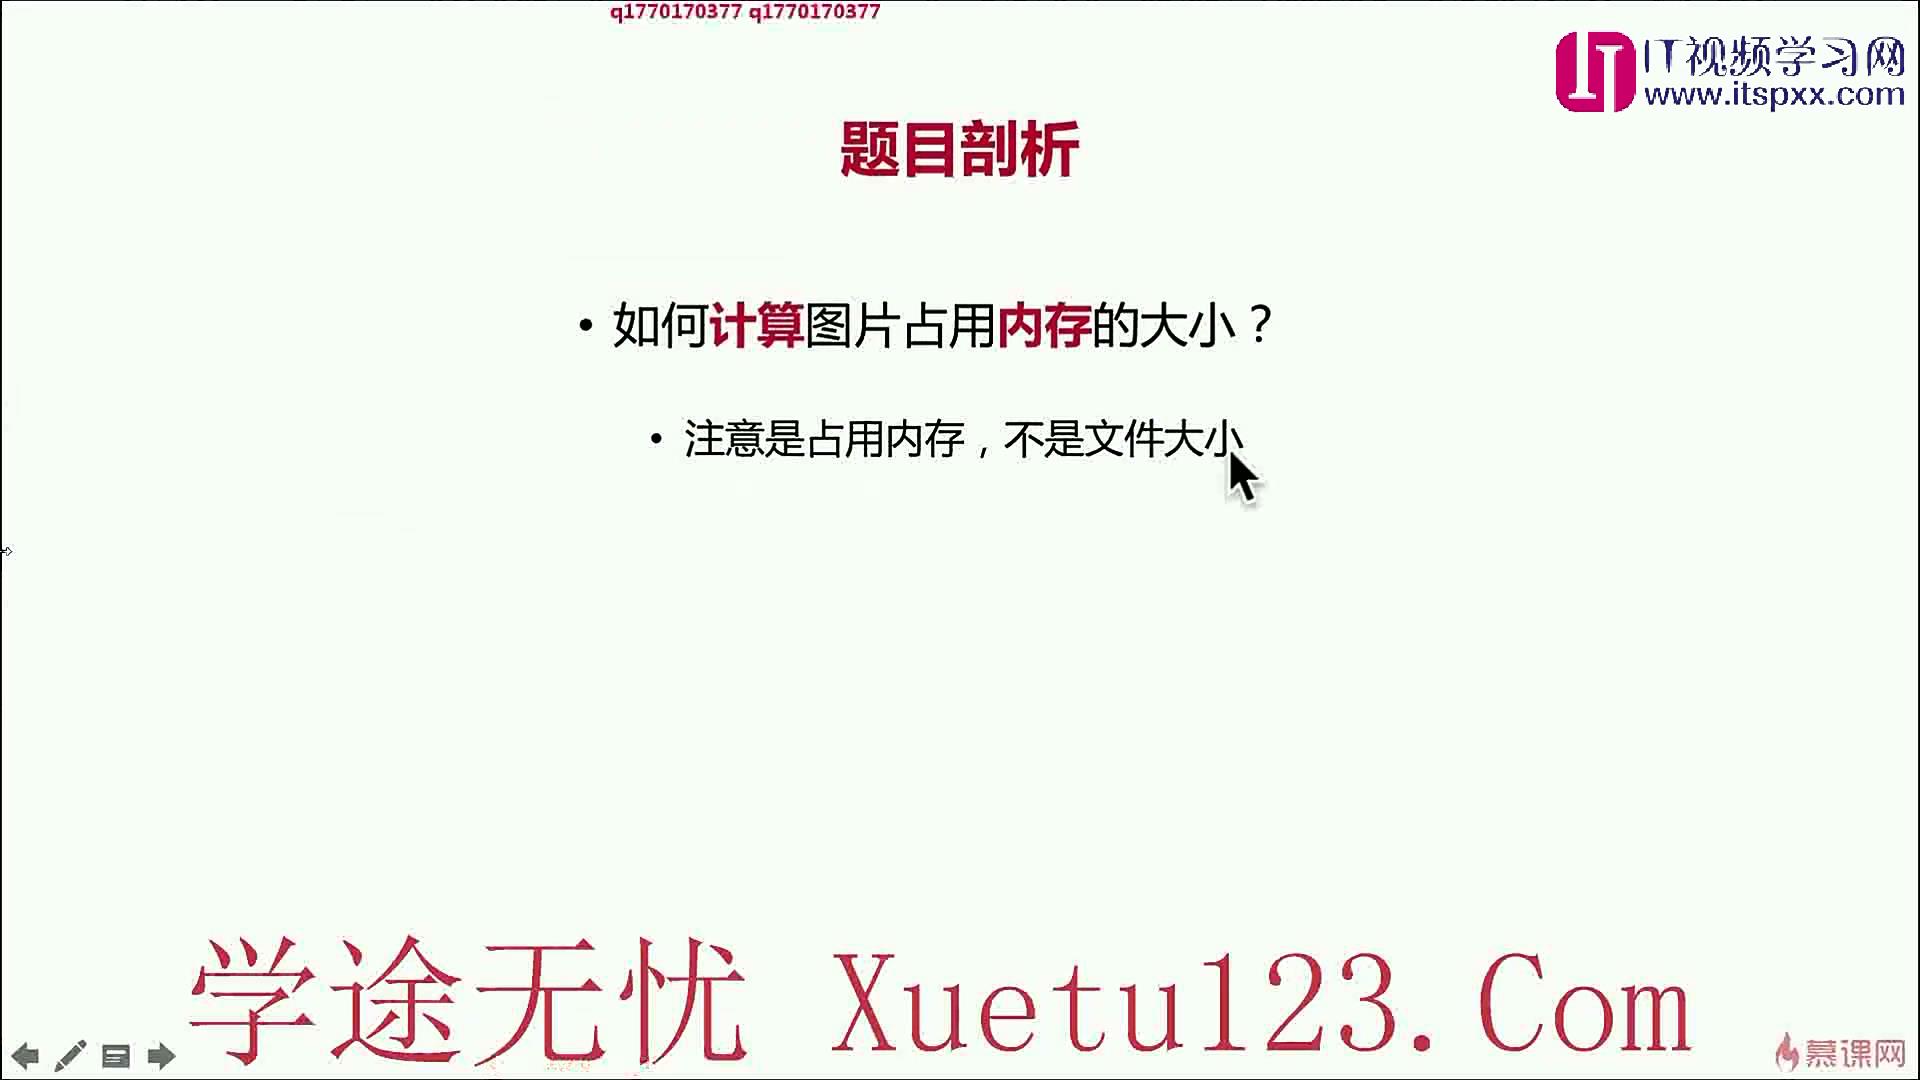 q1770170377 q1770170377
IT视频学习网
www.itspxx.com
题目剖析
• 如何计算图片占用内存的大小？
• 注意是占用内存，不是文件大小
学途无忧 Xuetu123.Com
慕课网